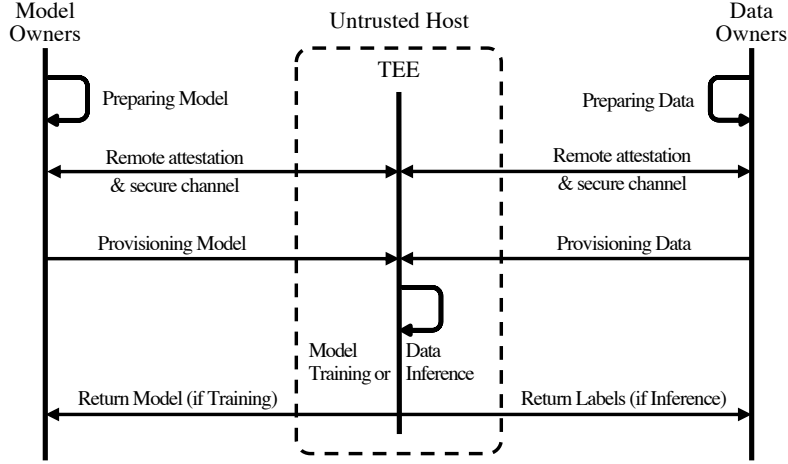 Model
Owners
Untrusted Host
Data
Owners
TEE
Preparing Model
Preparing Data
Remote attestation
& secure channel
Remote attestation
& secure channel
Provisioning Model
Provisioning Data
Model
Training or
Data
Inference
Return Model (if Training)
Return Labels (if Inference)